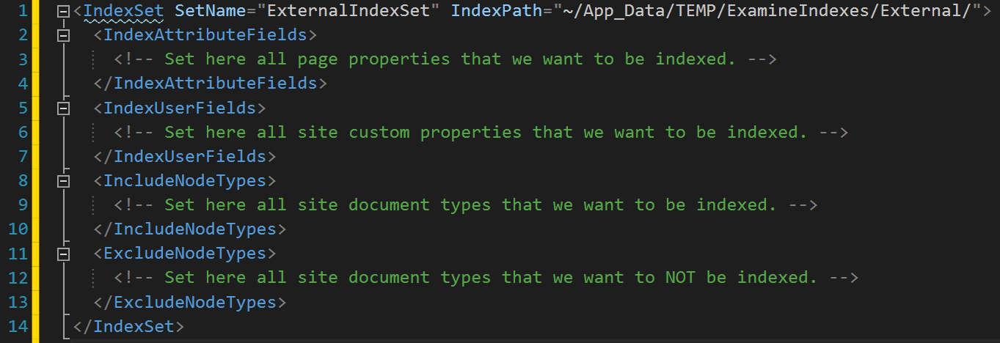 1 <IndexSet SetName="ExternalIndexSet" IndexPath="~/App_Data/TEMP/ExamineIndexes/External/">
2 <IndexAttributeFields>
3 <!-- Set here all page properties that we want to be indexed. -->
4 </IndexAttributeFields>
5 <IndexUserFields>
6 <!-- Set here all site custom properties that we want to be indexed. -->
7 </IndexUserFields>
8 <IncludeNodeTypes>
9 <!-- Set here all site document types that we want to be indexed. -->
10 </IncludeNodeTypes>
11 <ExcludeNodeTypes>
12 <!-- Set here all site document types that we want to NOT be indexed. -->
13 </ExcludeNodeTypes>
14 </IndexSet>